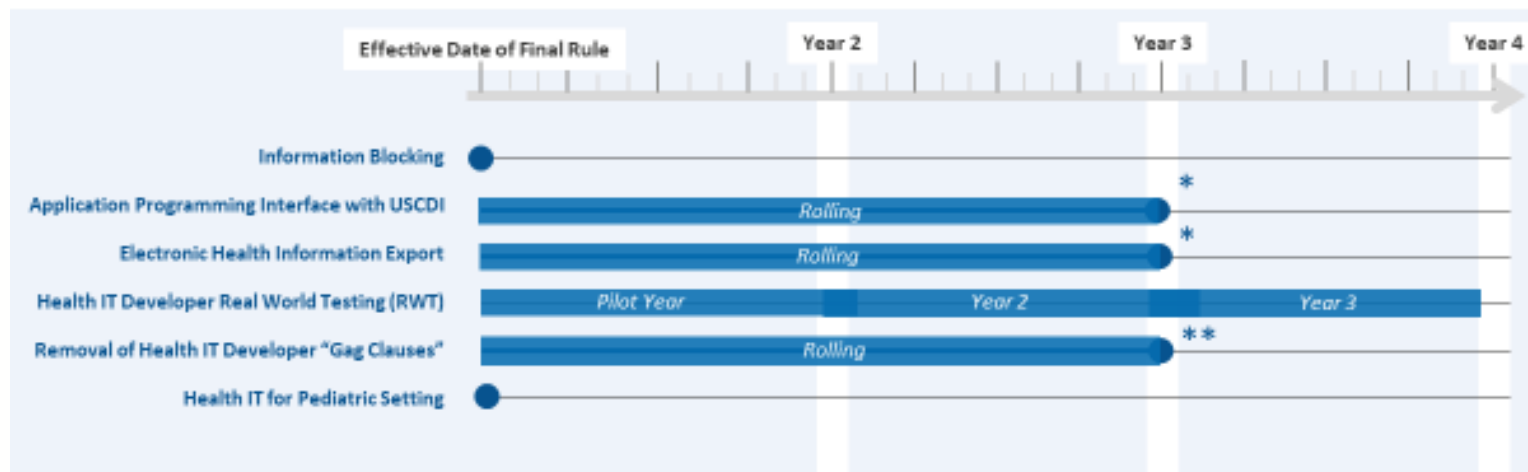 Effective Date of Final Rule
Year 2
Year 3
Year 4
Information Blocking
*
Application Programming Interface with USCDI
Rolling
*
Electronic Health Information Export
Rolling
Health IT Developer Real World Testing (RWT)
Pilot Year
Year 2
Year 3
**
Removal of Health IT Developer “Gag Clauses”
Rolling
Health IT for Pediatric Setting